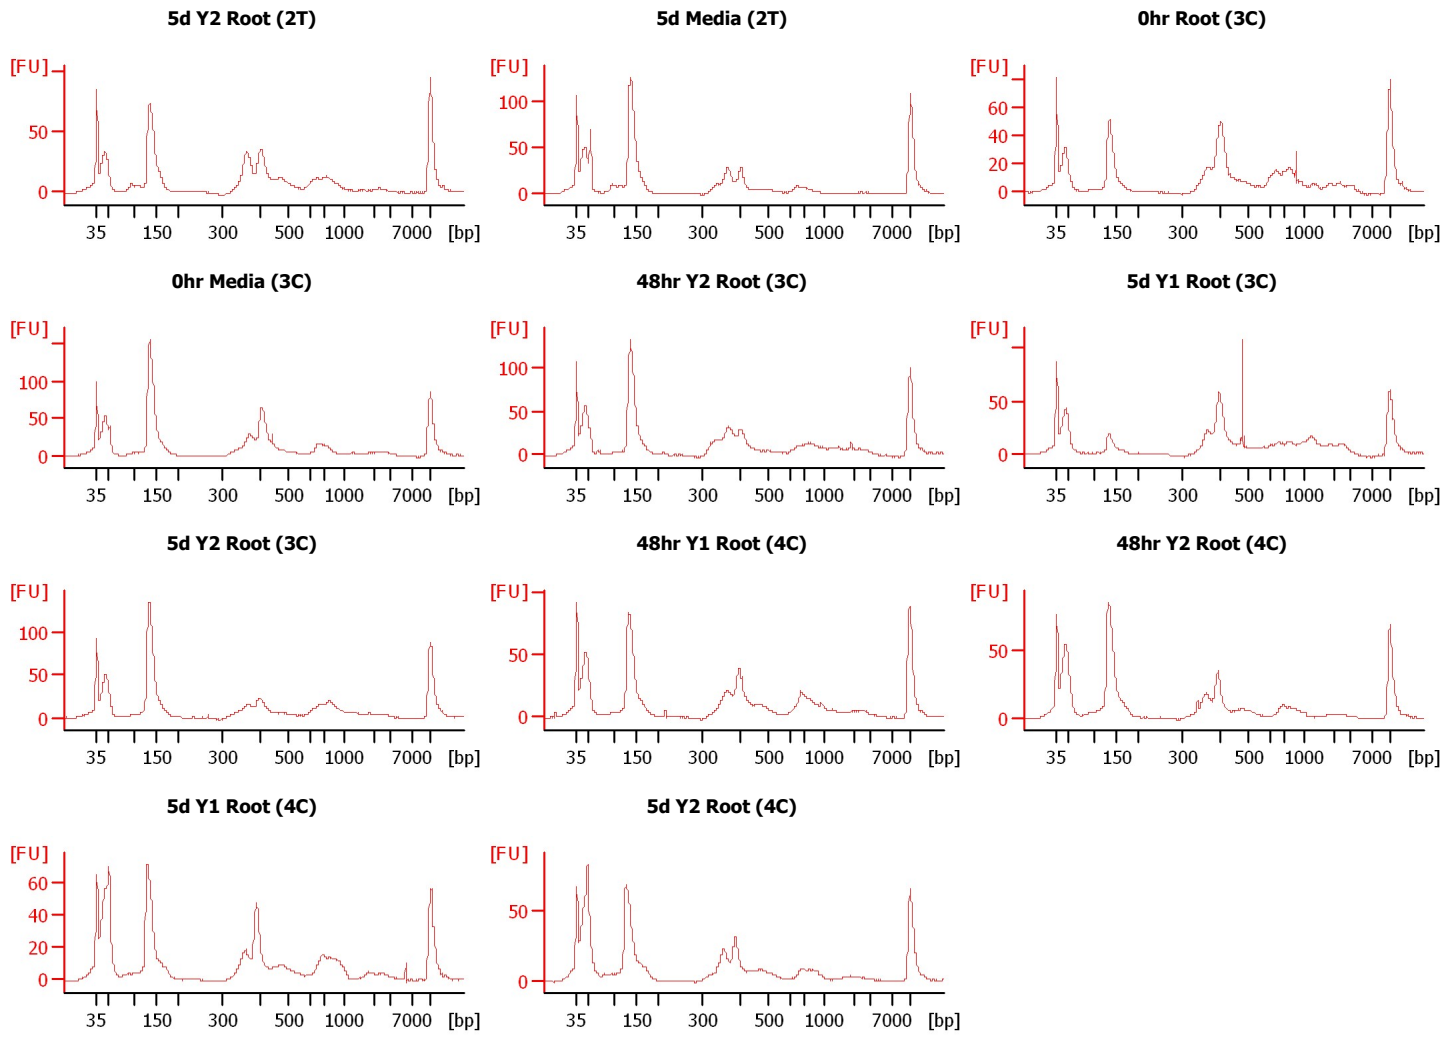 5d Y2 Root (2T)
5d Media (2T)
0hr Root (3C)
[FU]
50
0
35 150 300 500 1000 7000 [bp]
[FU]
100
50
0
35 150 300 500 1000 7000 [bp]
[FU]
60
40
20
0
35 150 300 500 1000 7000 [bp]
0hr Media (3C)
48hr Y2 Root (3C)
5d Y1 Root (3C)
[FU]
100
50
0
35 150 300 500 1000 7000 [bp]
[FU]
100
50
0
35 150 300 500 1000 7000 [bp]
[FU]
50
0
35 150 300 500 1000 7000 [bp]
5d Y2 Root (3C)
48hr Y1 Root (4C)
48hr Y2 Root (4C)
[FU]
100
50
0
35 150 300 500 1000 7000 [bp]
[FU]
50
0
35 150 300 500 1000 7000 [bp]
[FU]
50
0
35 150 300 500 1000 7000 [bp]
5d Y1 Root (4C)
5d Y2 Root (4C)
[FU]
60
40
20
0
35 150 300 500 1000 7000 [bp]
[FU]
50
0
35 150 300 500 1000 7000 [bp]